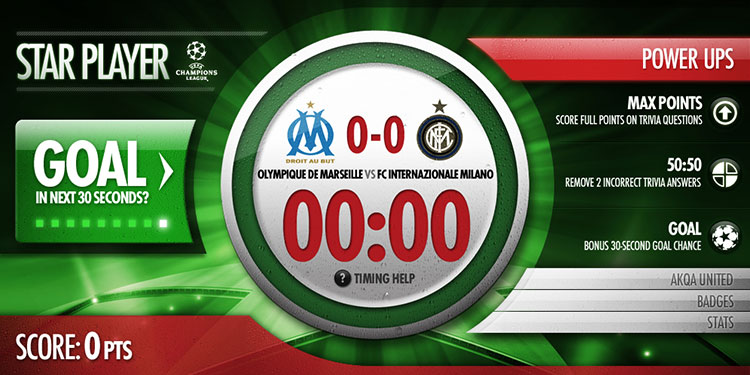 STAR PLAYER
UEFA
CHAMPIONS
LEAGUE
GOAL
IN NEXT 30 SECONDS?
OM
DROIT AU BUT
0-0
OLYMPIQUE DE MARSEILLE VS FC INTERNAZIONALE MILANO
00:00
? TIMING HELP
POWER UPS
MAX POINTS
SCORE FULL POINTS ON TRIVIA QUESTIONS
50:50
REMOVE 2 INCORRECT TRIVIA ANSWERS
GOAL
BONUS 30-SECOND GOAL CHANCE
AKQA UNITED
BADGES
STATS
SCORE: 0 PTS